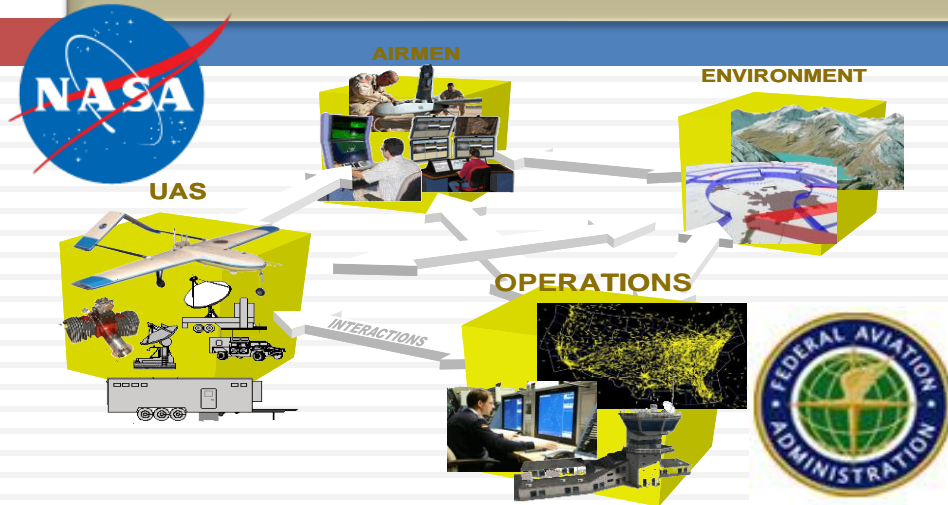 NASA
AIRMEN
ENVIRONMENT
UAS
OPERATIONS
INTERACTIONS
FEDERAL AVIATION
ADMINISTRATION